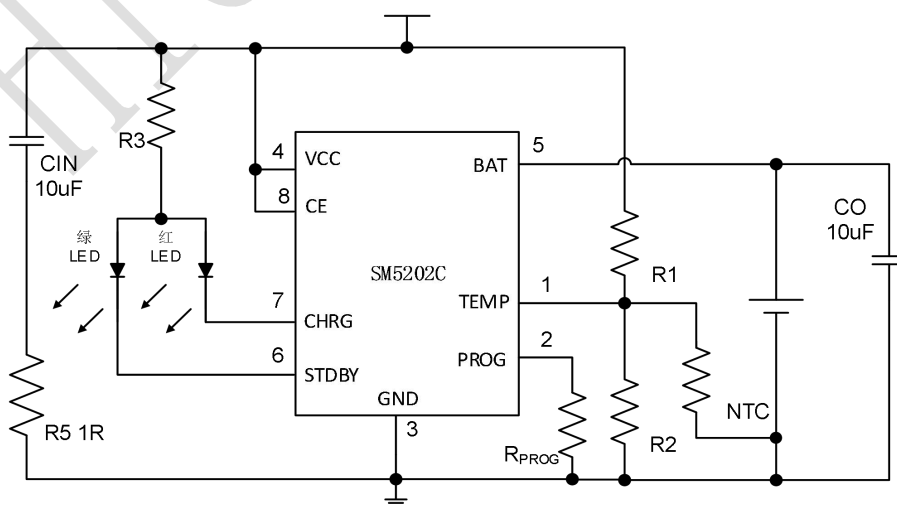 CIN
10uF
R3
绿
LED
红
LED
4
VCC
8
CE
7
CHRG
6
STDBY
SM5202C
GND
3
BAT
5
TEMP
1
PROG
2
R1
R2
RPROG
NTC
CO
10uF
R5 1R